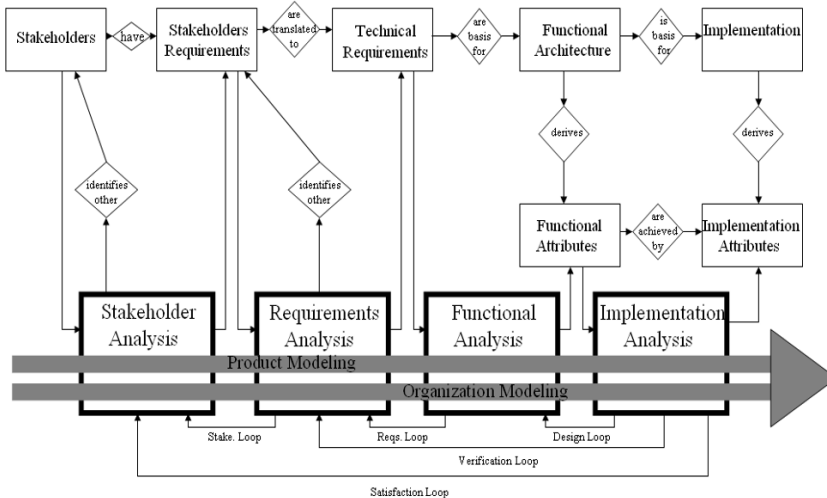 Stakeholders
have
Stakeholders
Requirements
are
translated
to
Technical
Requirements
are
basis
for
Functional
Architecture
is
basis
for
Implementation
derives
derives
identifies
other
identifies
other
Functional
Attributes
are
achieved
by
Implementation
Attributes
Stakeholder
Analysis
Requirements
Analysis
Functional
Analysis
Implementation
Analysis
Product Modeling
Organization Modeling
Stake. Loop
Reqs. Loop
Design Loop
Verification Loop
Satisfaction Loop